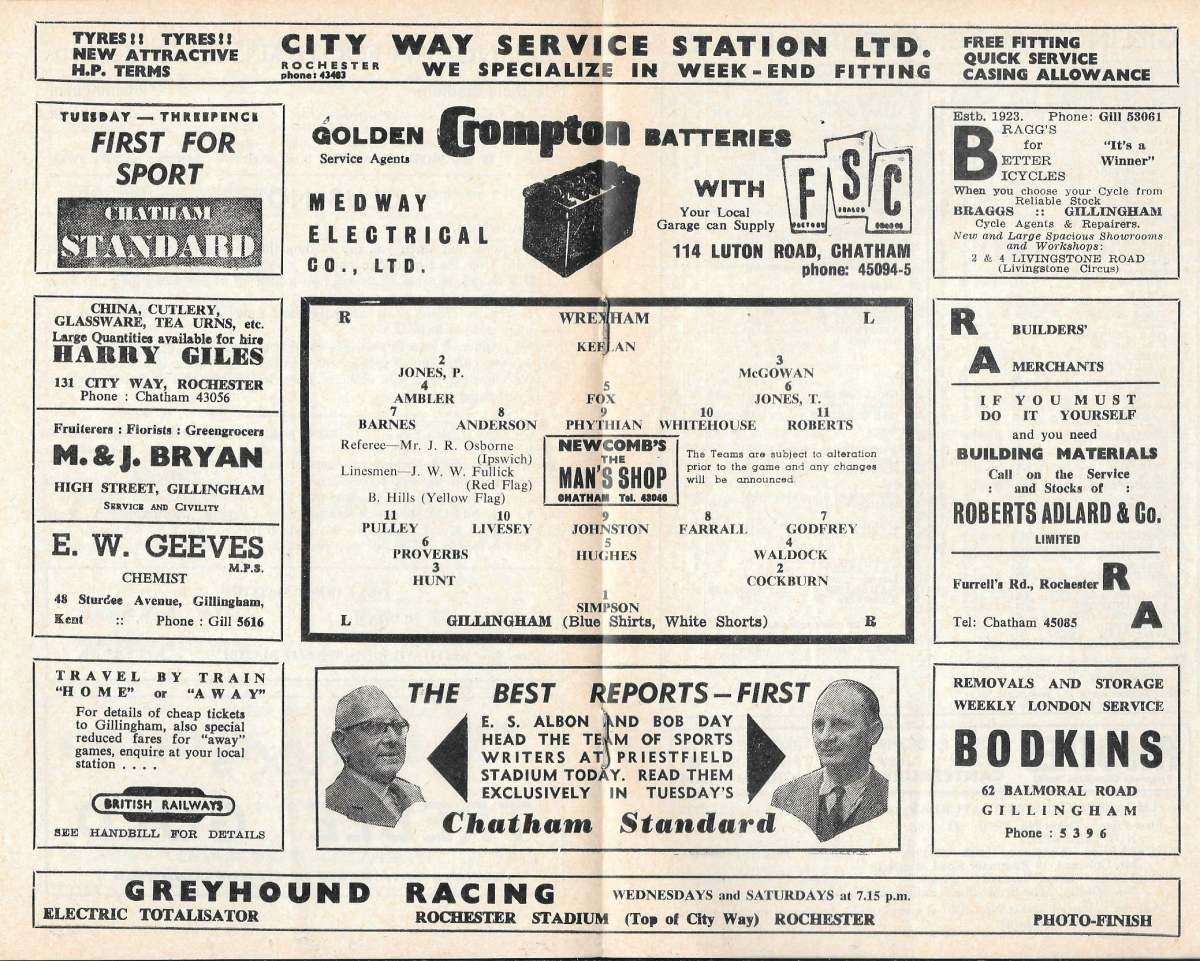 TYRES!! TYRES!!
NEW ATTRACTIVE
H.P. TERMS
CITY WAY SERVICE STATION LTD.
ROCHESTER
phone: 43483
WE SPECIALIZE IN WEEK-END FITTING
FREE FITTING
QUICK SERVICE
CASING ALLOWANCE
TUESDAY — THREEPENCE
FIRST FOR
SPORT
CHATHAM
STANDARD
GOLDEN Crompton BATTERIES
Service Agents
MEDWAY
ELECTRICAL
CO., LTD.
WITH
Your Local
Garage can Supply
FSC
FACTORY SEALED CHARGE
114 LUTON ROAD, CHATHAM
phone: 45094-5
Estb. 1923. Phone: Gill 53061
BRAGG'S
for
BETTER
BICYCLES
"It's a
Winner"
When you choose your Cycle from
Reliable Stock
BRAGGS :: GILLINGHAM
Cycle Agents & Repairers.
New and Large Spacious Showrooms
and Workshops:
2 & 4 LIVINGSTONE ROAD
(Livingstone Circus)
CHINA, CUTLERY,
GLASSWARE, TEA URNS, etc.
Large Quantities available for hire
HARRY GILES
131 CITY WAY, ROCHESTER
Phone : Chatham 43056
Fruiterers : Florists : Greengrocers
M. & J. BRYAN
HIGH STREET, GILLINGHAM
SERVICE AND CIVILITY
E. W. GEEVES
M.P.S.
CHEMIST
48 Sturdee Avenue, Gillingham,
Kent :: Phone : Gill 5616
R WREXHAM L
KEELAN
2 3
JONES, P. McGOWAN
4 5 6
AMBLER FOX JONES, T.
7 8 9 10 11
BARNES ANDERSON PHYTHIAN WHITEHOUSE ROBERTS
Referee—Mr. J. R. Osborne
(Ipswich)
Linesmen—J. W. W. Fullick
(Red Flag)
B. Hills (Yellow Flag)
NEWCOMB'S
THE
MAN'S SHOP
CHATHAM Tel. 43046
The Teams are subject to alteration
prior to the game and any changes
will be announced.
11 10 9 8 7
PULLEY LIVESEY JOHNSTON FARRALL GODFREY
6 5 4
PROVERBS HUGHES WALDOCK
3 2
HUNT COCKBURN
1
SIMPSON
L GILLINGHAM (Blue Shirts, White Shorts) R
R BUILDERS'
A MERCHANTS
IF YOU MUST
DO IT YOURSELF
and you need
BUILDING MATERIALS
Call on the Service
: and Stocks of :
ROBERTS ADLARD & Co.
LIMITED
Furrell's Rd., Rochester R
Tel: Chatham 45085 A
TRAVEL BY TRAIN
"HOME" or "AWAY"
For details of cheap tickets
to Gillingham, also special
reduced fares for "away"
games, enquire at your local
station . . . .
BRITISH RAILWAYS
SEE HANDBILL FOR DETAILS
THE BEST REPORTS—FIRST
E. S. ALBON AND BOB DAY
HEAD THE TEAM OF SPORTS
WRITERS AT PRIESTFIELD
STADIUM TODAY. READ THEM
EXCLUSIVELY IN TUESDAY'S
Chatham Standard
REMOVALS AND STORAGE
WEEKLY LONDON SERVICE
BODKINS
62 BALMORAL ROAD
GILLINGHAM
Phone : 5396
GREYHOUND RACING WEDNESDAYS and SATURDAYS at 7.15 p.m.
ELECTRIC TOTALISATOR ROCHESTER STADIUM (Top of City Way) ROCHESTER PHOTO-FINISH